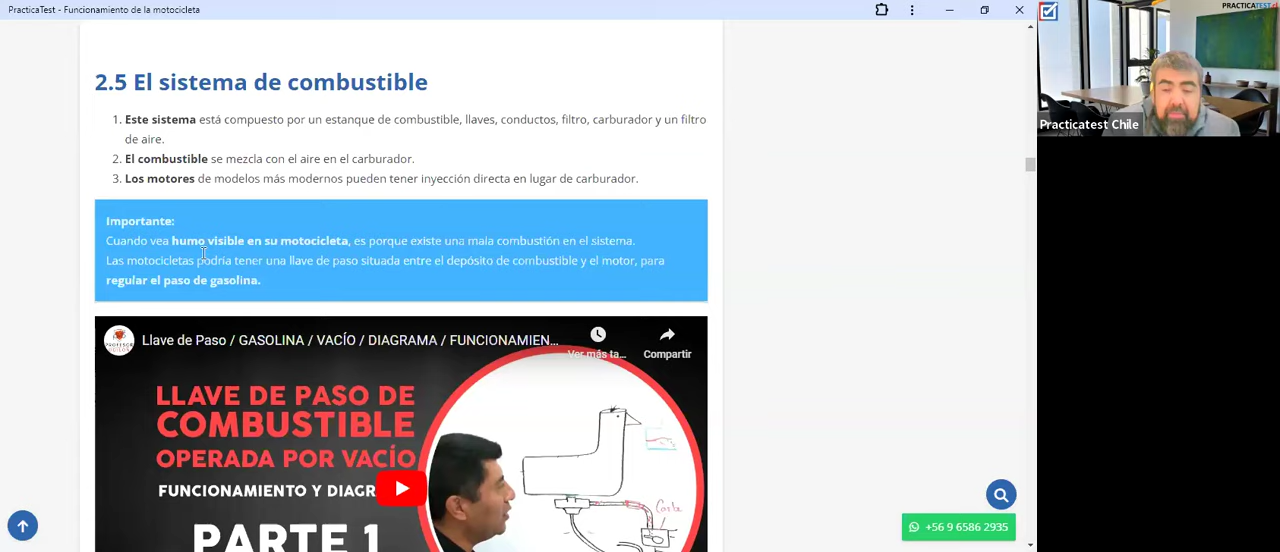 PracticaTest - Funcionamiento de la motocicleta
PRACTICATEST.cl
Practicatest Chile
2.5 El sistema de combustible
1. Este sistema está compuesto por un estanque de combustible, llaves, conductos, filtro, carburador y un filtro
de aire.
2. El combustible se mezcla con el aire en el carburador.
3. Los motores de modelos más modernos pueden tener inyección directa en lugar de carburador.
Importante:
Cuando vea humo visible en su motocicleta, es porque existe una mala combustión en el sistema.
Las motocicletas podría tener una llave de paso situada entre el depósito de combustible y el motor, para
regular el paso de gasolina.
Llave de Paso / GASOLINA / VACÍO / DIAGRAMA / FUNCIONAMIEN...
Ver más ta...
Compartir
LLAVE DE PASO DE
COMBUSTIBLE
OPERADA POR VACÍO
FUNCIONAMIENTO Y DIAGR
PARTE 1
+56 9 6586 2935